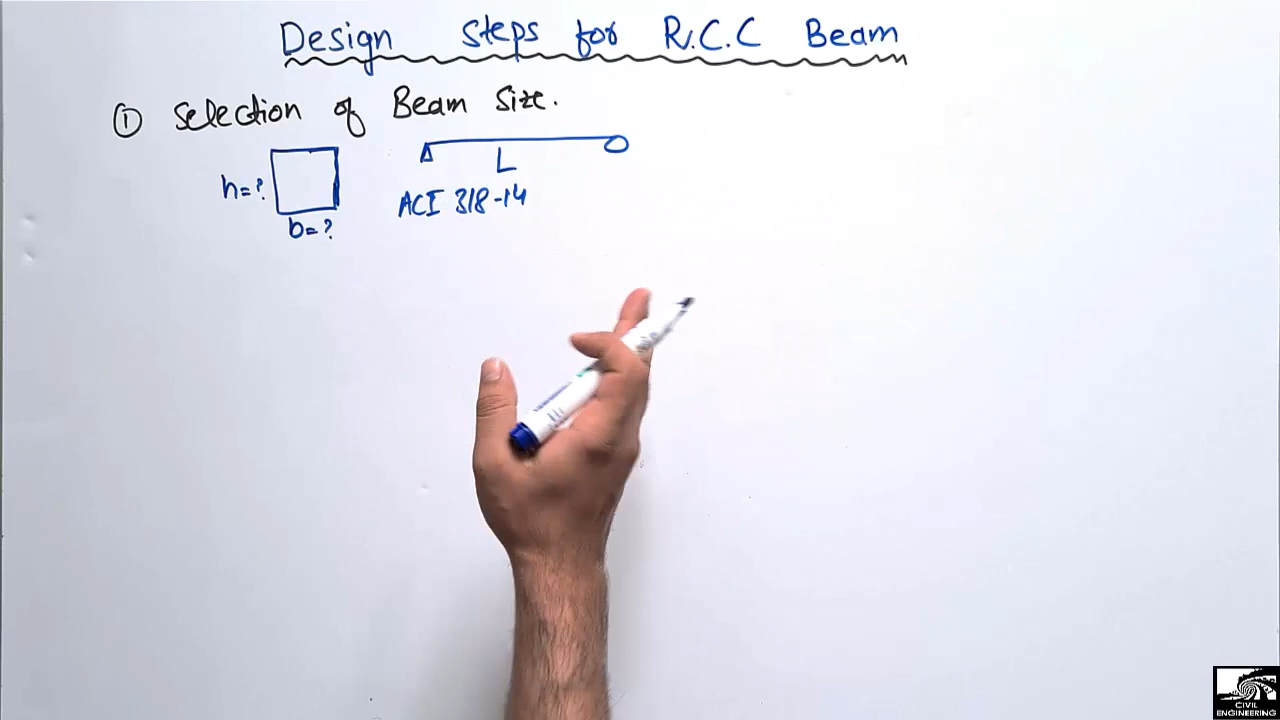 Design Steps for R.C.C Beam
① Selection of Beam Size.
h=?
b=?
L
ACI 318-14
CIVIL
ENGINEERING